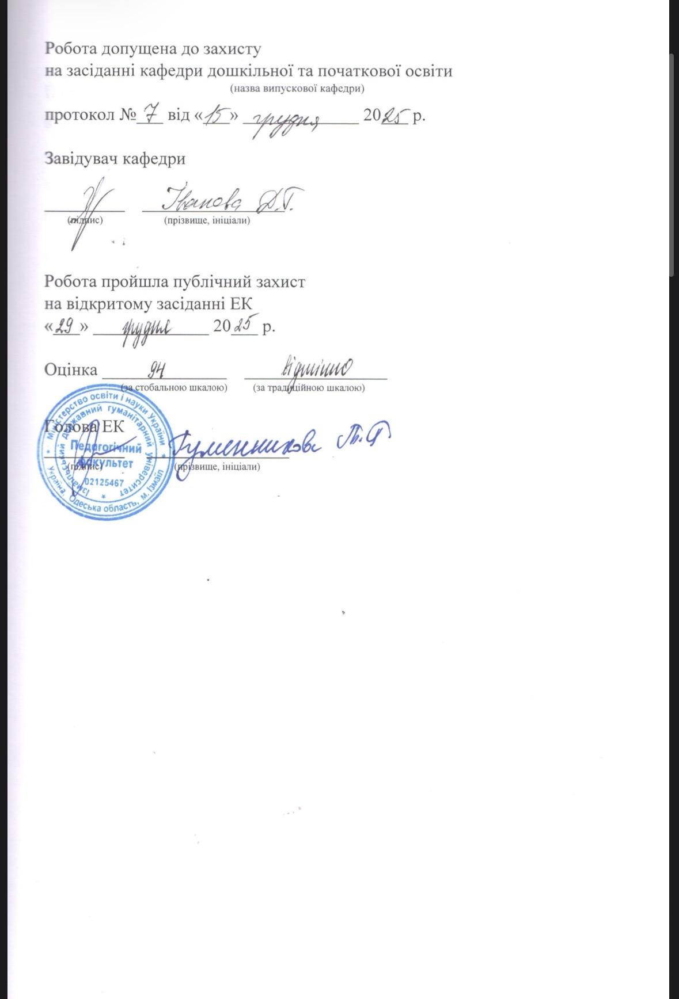 Робота допущена до захисту
на засіданні кафедри дошкільної та початкової освіти
(назва випускової кафедри)
протокол № 7 від «15» грудня 2025 р.
Завідувач кафедри
Іванова Д.Г.
(підпис) (прізвище, ініціали)
Робота пройшла публічний захист
на відкритому засіданні ЕК
«29» грудня 2025 р.
Оцінка 94 відмінно
(за стобальною шкалою) (за традиційною шкалою)
Голова ЕК
Гуменникова Т.Р.
(підпис) (прізвище, ініціали)
* Міністерство освіти і науки України *
Україна, Одеська область, м. Ізмаїл
Ізмаїльський державний гуманітарний університет *
Педагогічний
факультет
02125467